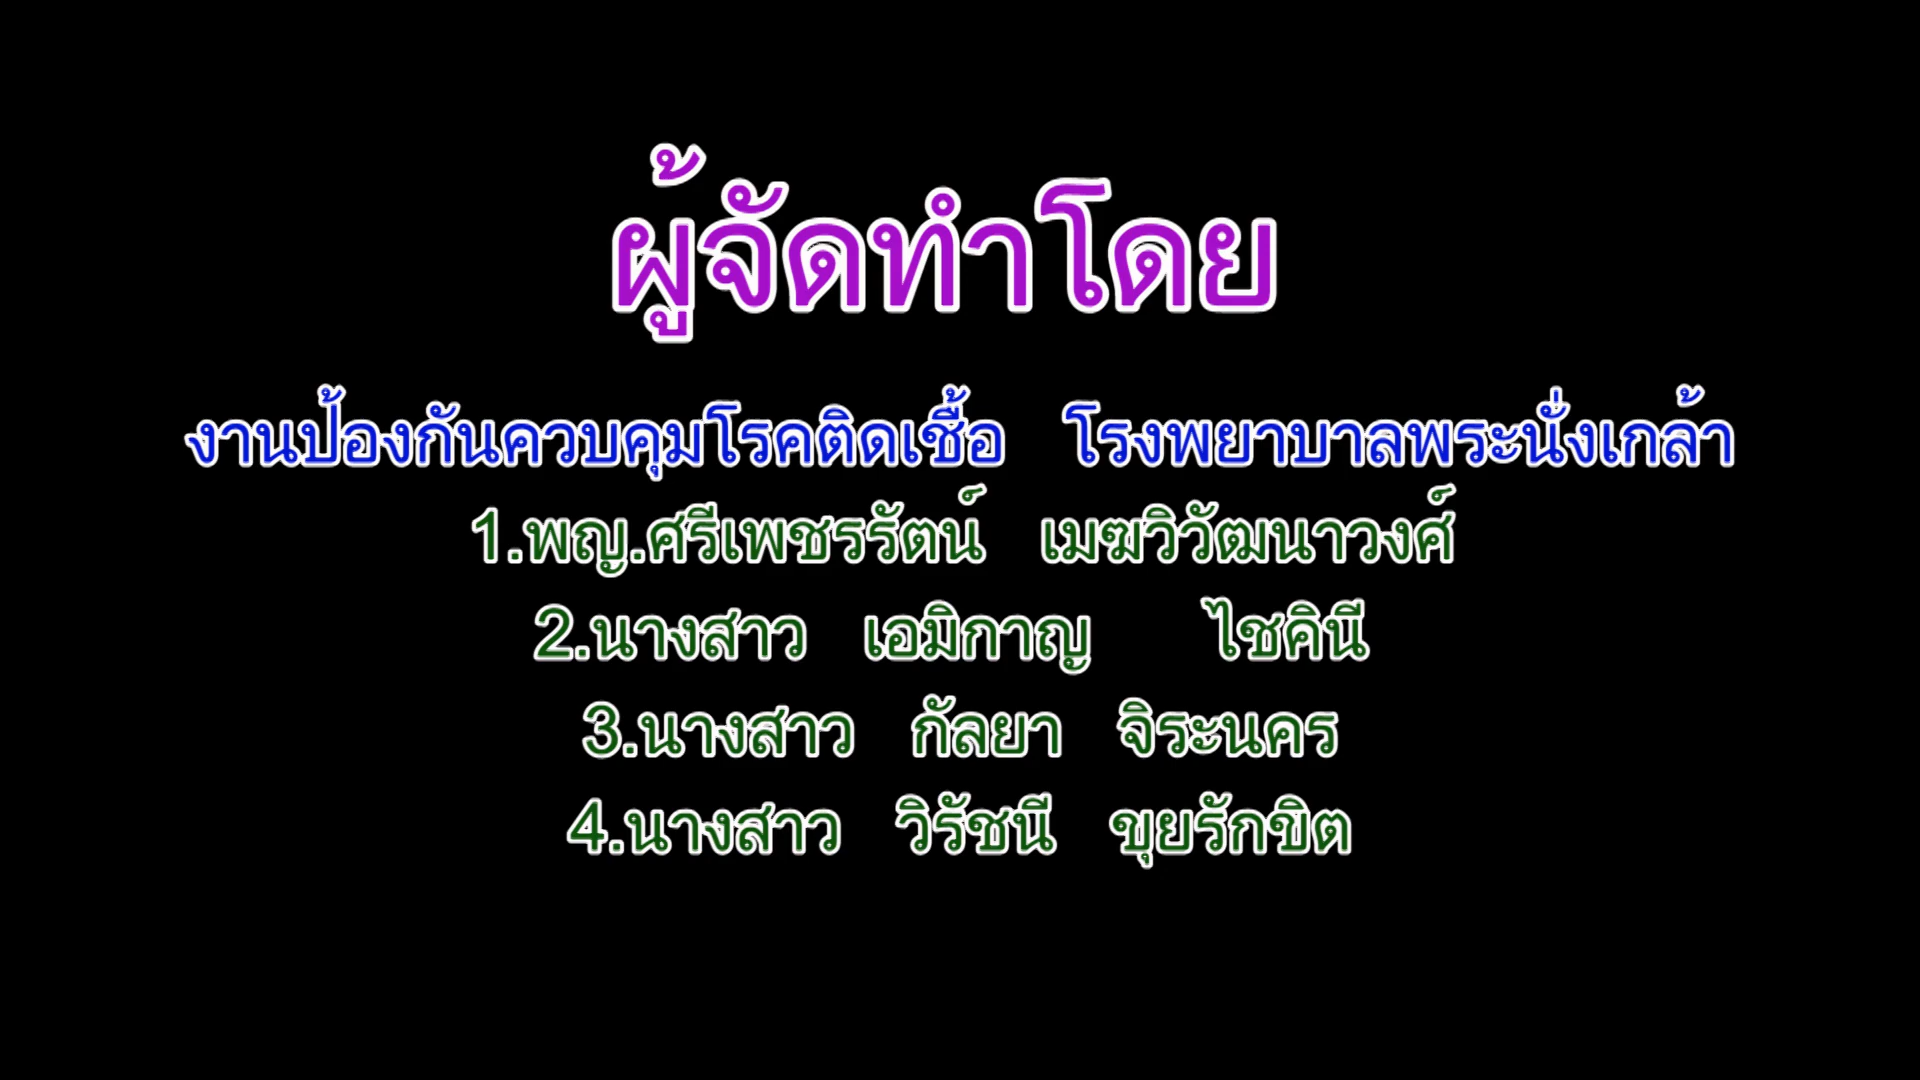 ผู้จัดทำโดย
งานป้องกันควบคุมโรคติดเชื้อ โรงพยาบาลพระนั่งเกล้า
1.พญ.ศรีเพชรรัตน์ เมฆวิวัฒนาวงศ์
2.นางสาว เอมิกาญ ไชคินี
3.นางสาว กัลยา จิระนคร
4.นางสาว วิรัชนี ขุยรักขิต